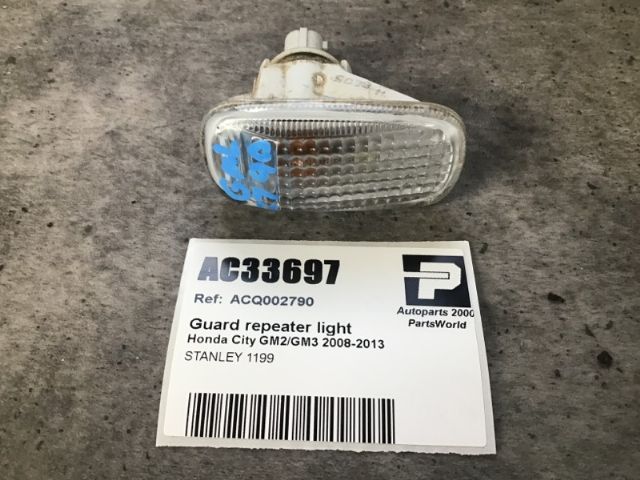 AC33697
Ref: ACQ002790
Autoparts 2000
PartsWorld
Guard repeater light
Honda City GM2/GM3 2008-2013
STANLEY 1199